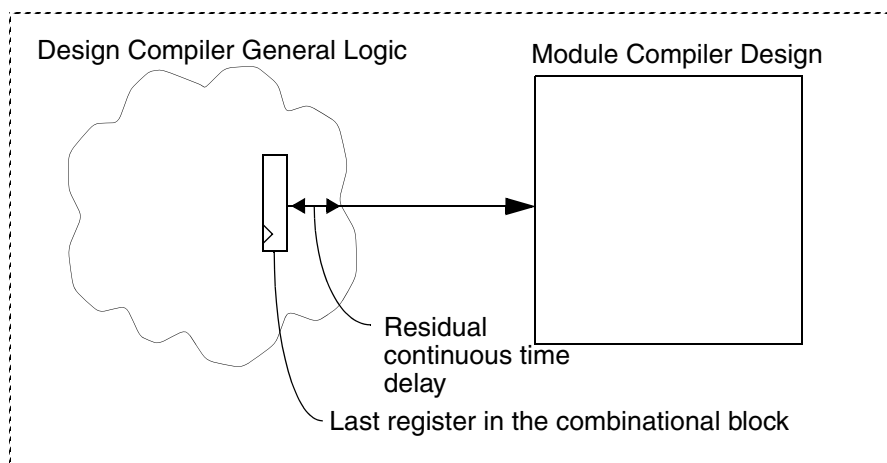 Design Compiler General Logic
Module Compiler Design
Residual
continuous time
delay
Last register in the combinational block